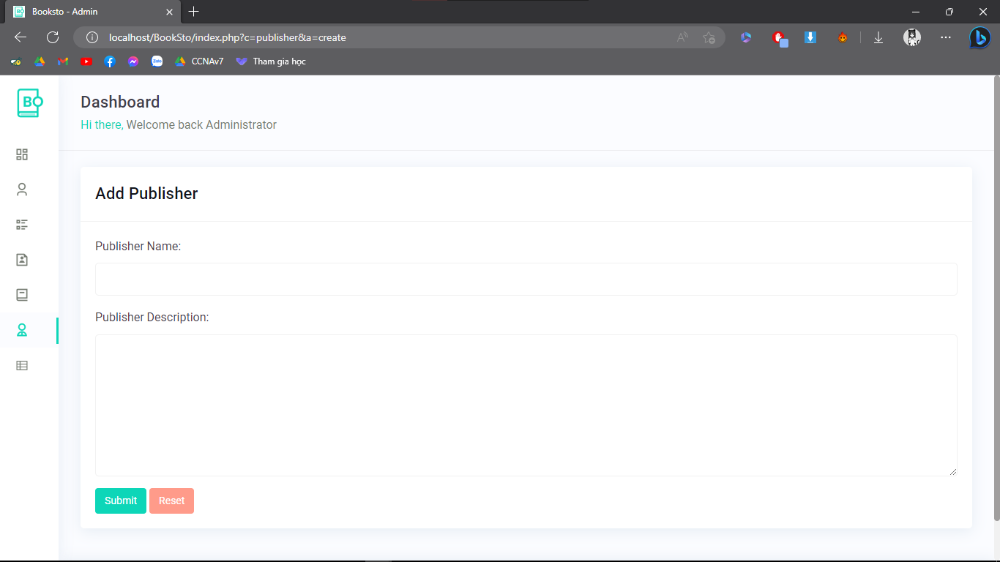 Booksto - Admin
localhost/BookSto/index.php?c=publisher&a=create
Zalo
CCNAv7
Tham gia học
BO
Dashboard
Hi there, Welcome back Administrator
Add Publisher
Publisher Name:
Publisher Description:
Submit
Reset